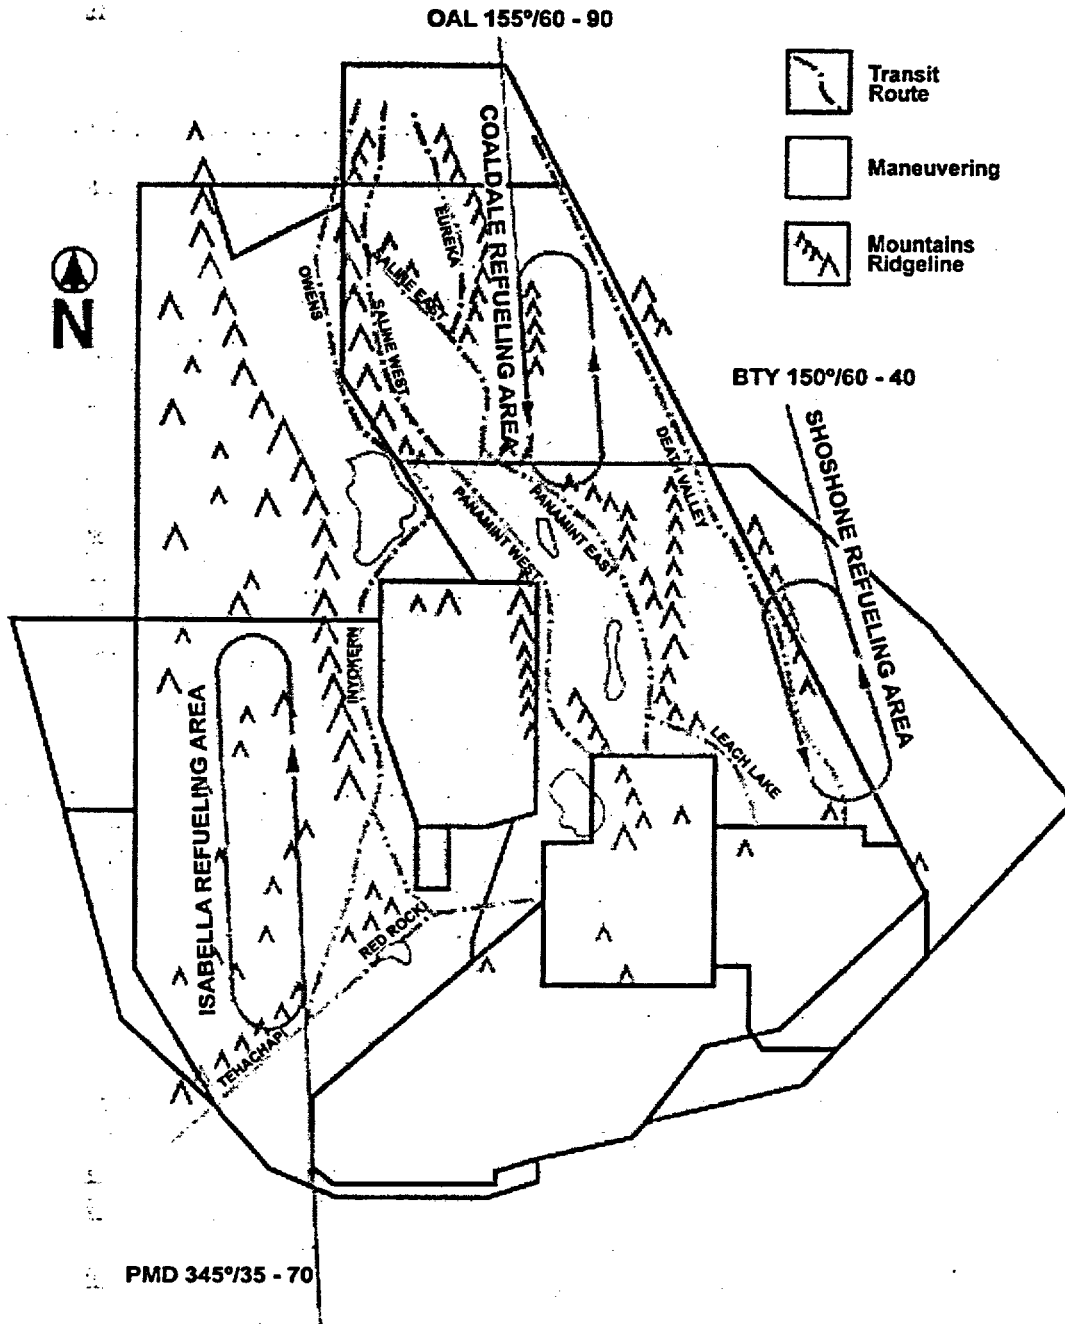 OAL 155º/60 - 90
Transit
Route
Maneuvering
Mountains
Ridgeline
N
COALDALE REFUELING AREA
EUREKA
SALINE EAST
OWENS
SALINE WEST
BTY 150º/60 - 40
SHOSHONE REFUELING AREA
DEATH VALLEY
PANAMINT WEST
PANAMINT EAST
INYOKERN
ISABELLA REFUELING AREA
LEACH LAKE
RED ROCK
TEHACHAPI
PMD 345º/35 - 70